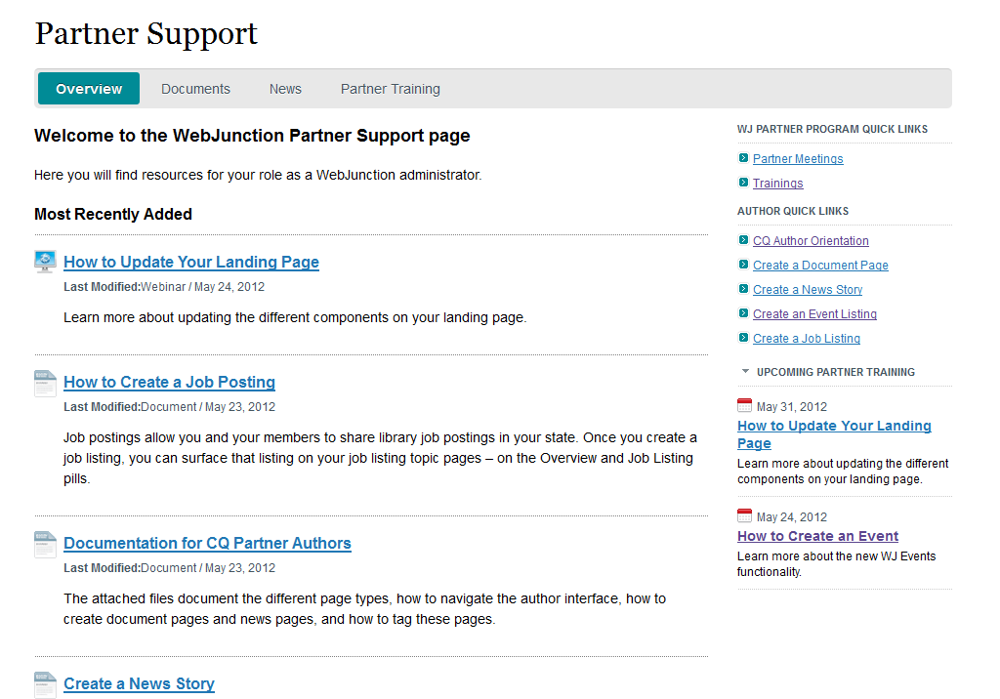 Partner Support
Overview
Documents
News
Partner Training
Welcome to the WebJunction Partner Support page
Here you will find resources for your role as a WebJunction administrator.
Most Recently Added
How to Update Your Landing Page
Last Modified:Webinar / May 24, 2012
Learn more about updating the different components on your landing page.
How to Create a Job Posting
Last Modified:Document / May 23, 2012
Job postings allow you and your members to share library job postings in your state. Once you create a
job listing, you can surface that listing on your job listing topic pages – on the Overview and Job Listing
pills.
Documentation for CQ Partner Authors
Last Modified:Document / May 23, 2012
The attached files document the different page types, how to navigate the author interface, how to
create document pages and news pages, and how to tag these pages.
Create a News Story
WJ PARTNER PROGRAM QUICK LINKS
Partner Meetings
Trainings
AUTHOR QUICK LINKS
CQ Author Orientation
Create a Document Page
Create a News Story
Create an Event Listing
Create a Job Listing
UPCOMING PARTNER TRAINING
May 31, 2012
How to Update Your Landing
Page
Learn more about updating the different
components on your landing page.
May 24, 2012
How to Create an Event
Learn more about the new WJ Events
functionality.